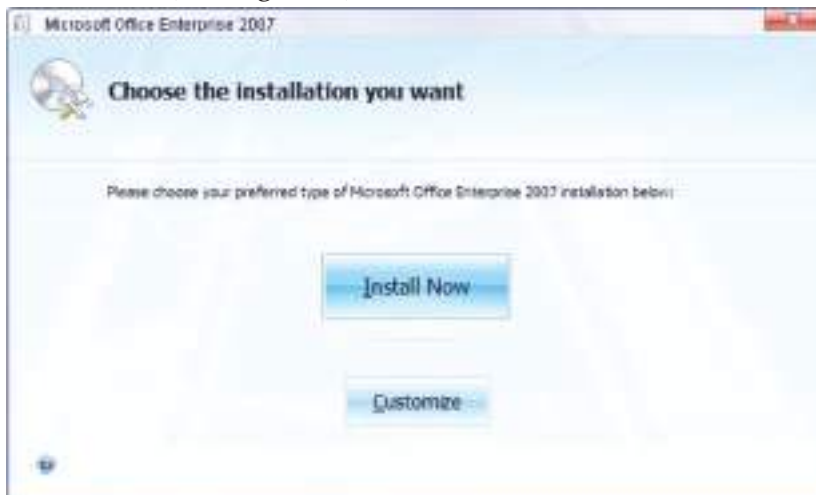 Microsoft Office Enterprise 2007
Choose the installation you want
Please choose your preferred type of Microsoft Office Enterprise 2007 installation below:
Install Now
Customize